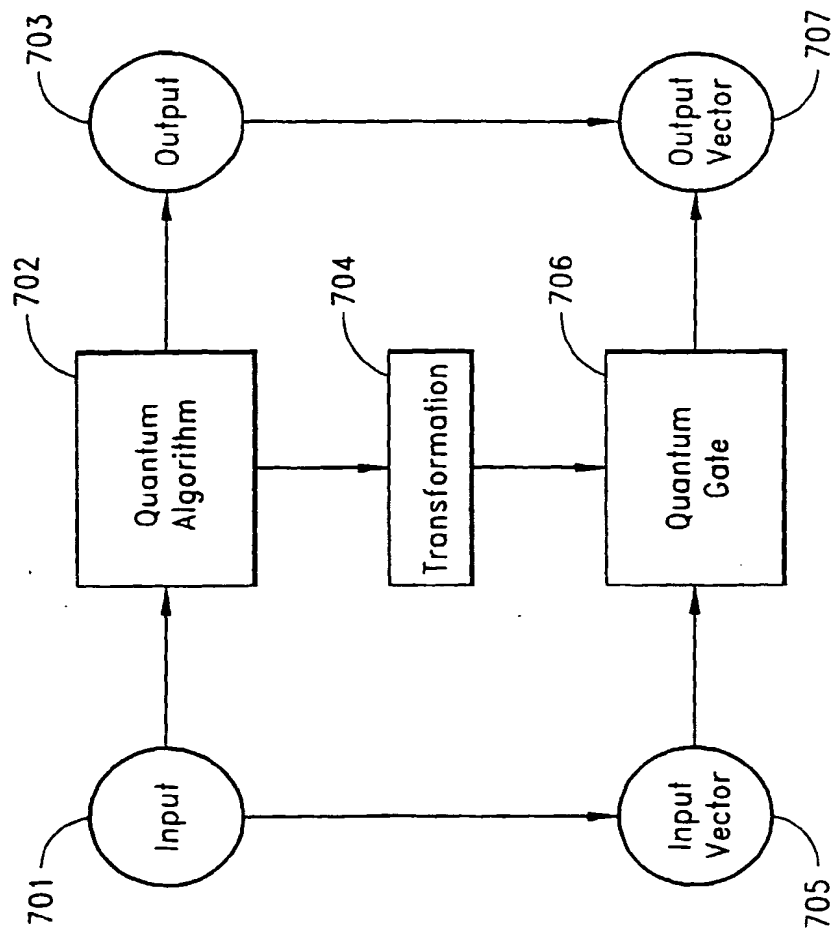 701
Input
702
Quantum
Algorithm
703
Output
704
Transformation
705
Input
Vector
706
Quantum
Gate
707
Output
Vector